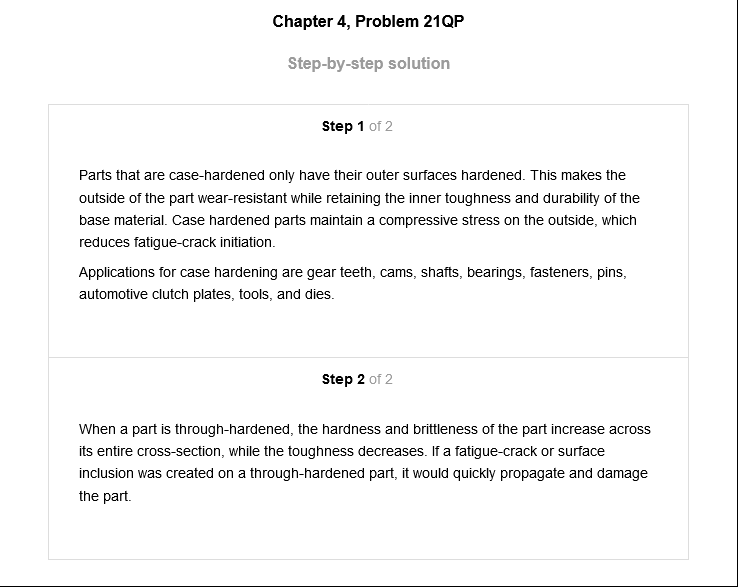 Chapter 4, Problem 21QP
Step-by-step solution
Step 1 of 2
Parts that are case-hardened only have their outer surfaces hardened. This makes the
outside of the part wear-resistant while retaining the inner toughness and durability of the
base material. Case hardened parts maintain a compressive stress on the outside, which
reduces fatigue-crack initiation.
Applications for case hardening are gear teeth, cams, shafts, bearings, fasteners, pins,
automotive clutch plates, tools, and dies.
Step 2 of 2
When a part is through-hardened, the hardness and brittleness of the part increase across
its entire cross-section, while the toughness decreases. If a fatigue-crack or surface
inclusion was created on a through-hardened part, it would quickly propagate and damage
the part.